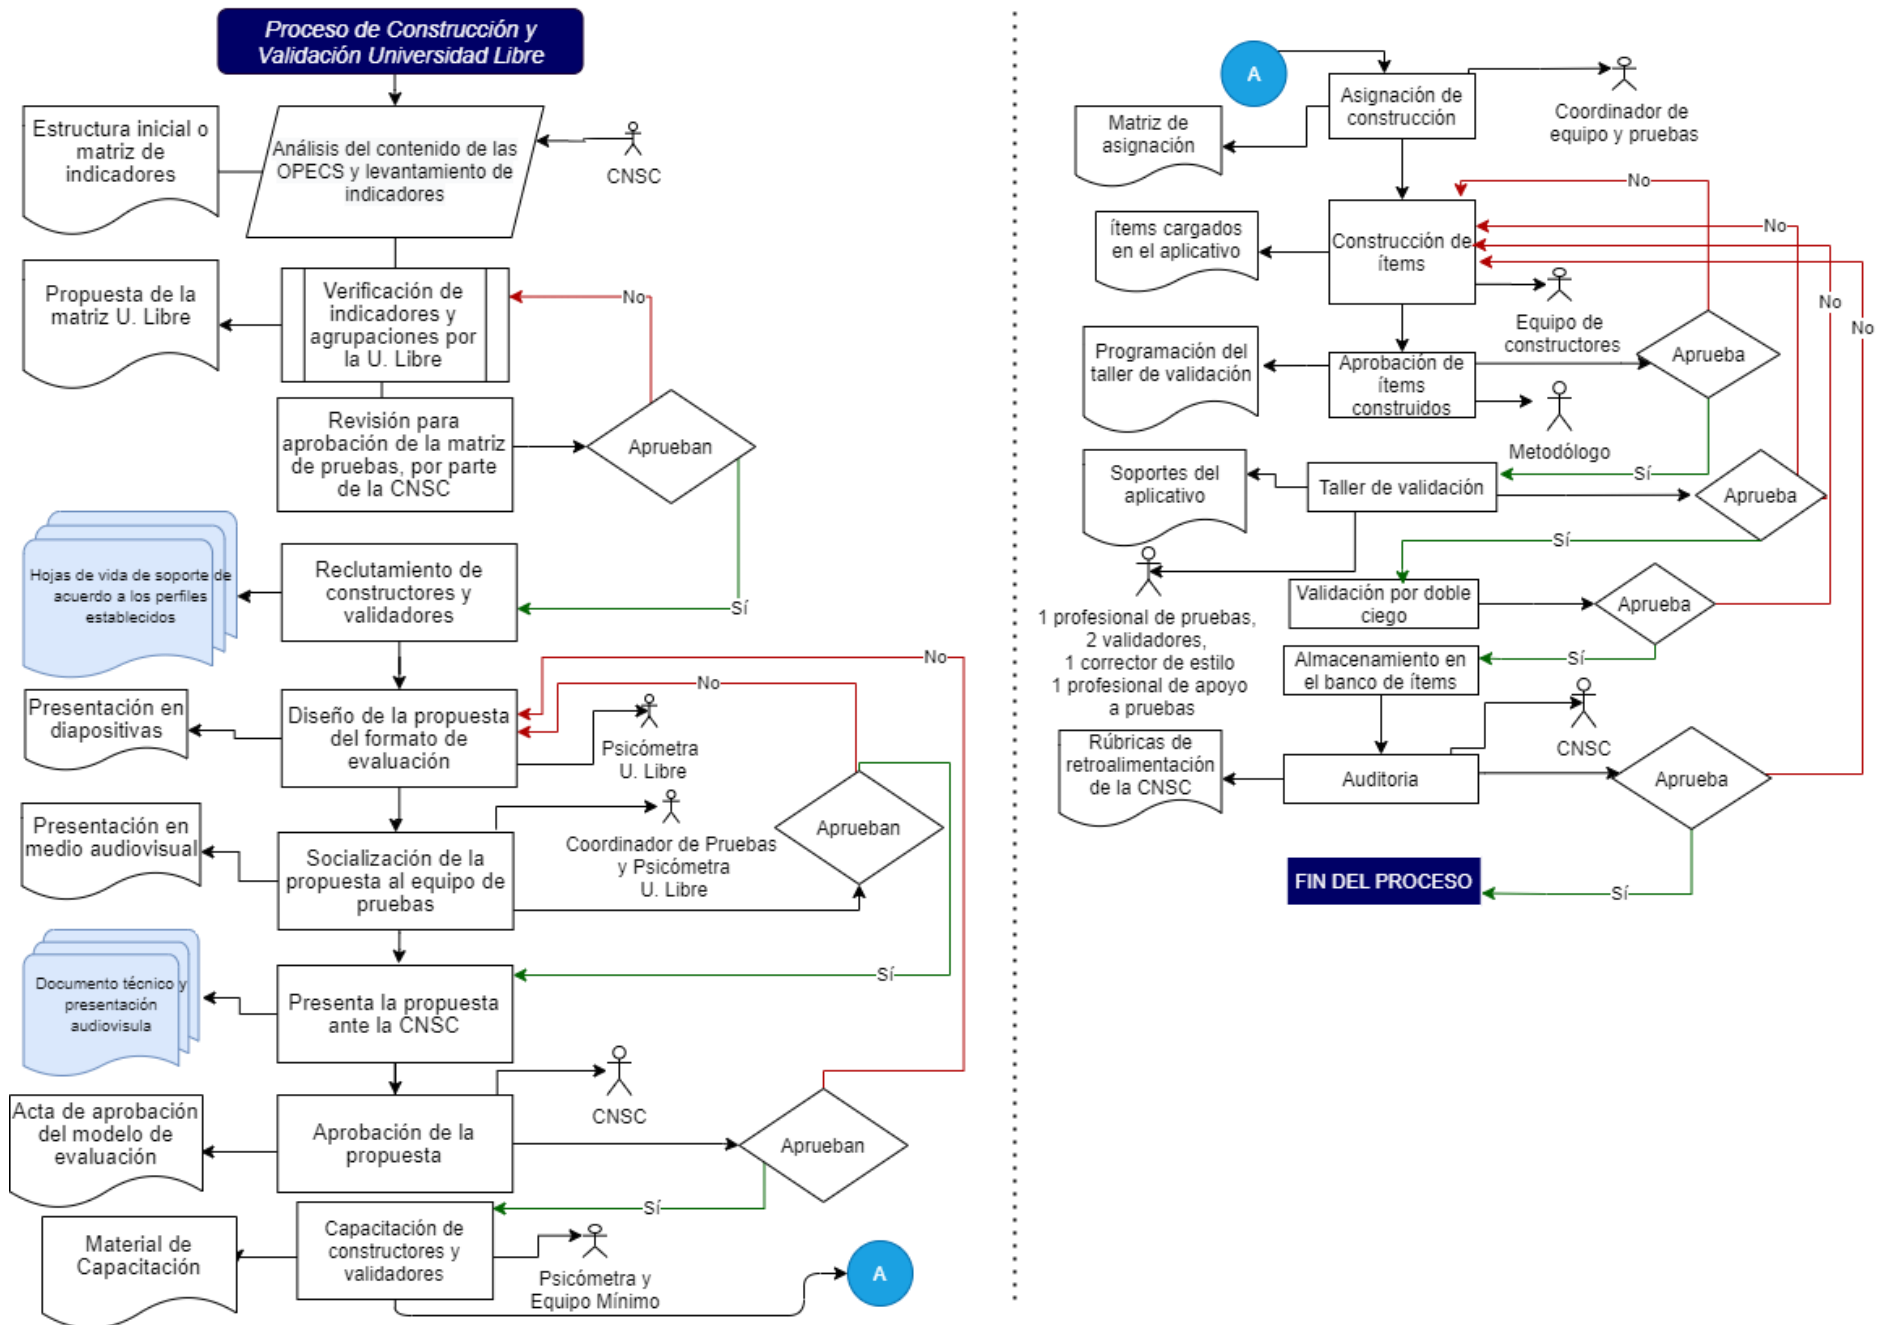 Proceso de Construcción y
Validación Universidad Libre
Estructura inicial o
matriz de
indicadores
Análisis del contenido de las
OPECS y levantamiento de
indicadores
CNSC
Propuesta de la
matriz U. Libre
Verificación de
indicadores y
agrupaciones por
la U. Libre
No
Revisión para
aprobación de la matriz
de pruebas, por parte
de la CNSC
Aprueban
Sí
Hojas de vida de soporte de
acuerdo a los perfiles
establecidos
Reclutamiento de
constructores y
validadores
No
No
Presentación en
diapositivas
Diseño de la propuesta
del formato de
evaluación
Psicómetra
U. Libre
Presentación en
medio audiovisual
Socialización de la
propuesta al equipo de
pruebas
Coordinador de Pruebas
y Psicómetra
U. Libre
Aprueban
Sí
Documento técnico y
presentación
audiovisula
Presenta la propuesta
ante la CNSC
CNSC
Acta de aprobación
del modelo de
evaluación
Aprobación de la
propuesta
Aprueban
Sí
Material de
Capacitación
Capacitación de
constructores y
validadores
Psicómetra y
Equipo Mínimo
A
A
Asignación de
construcción
Coordinador de
equipo y pruebas
Matriz de
asignación
No
No
No
No
ítems cargados
en el aplicativo
Construcción de
ítems
Equipo de
constructores
Programación del
taller de validación
Aprobación de
ítems
construidos
Aprueba
Metodólogo
Sí
Soportes del
aplicativo
Taller de validación
Aprueba
Sí
1 profesional de pruebas,
2 validadores,
1 corrector de estilo
1 profesional de apoyo
a pruebas
Validación por doble
ciego
Aprueba
Sí
Almacenamiento en
el banco de ítems
CNSC
Rúbricas de
retroalimentación
de la CNSC
Auditoria
Aprueba
Sí
FIN DEL PROCESO